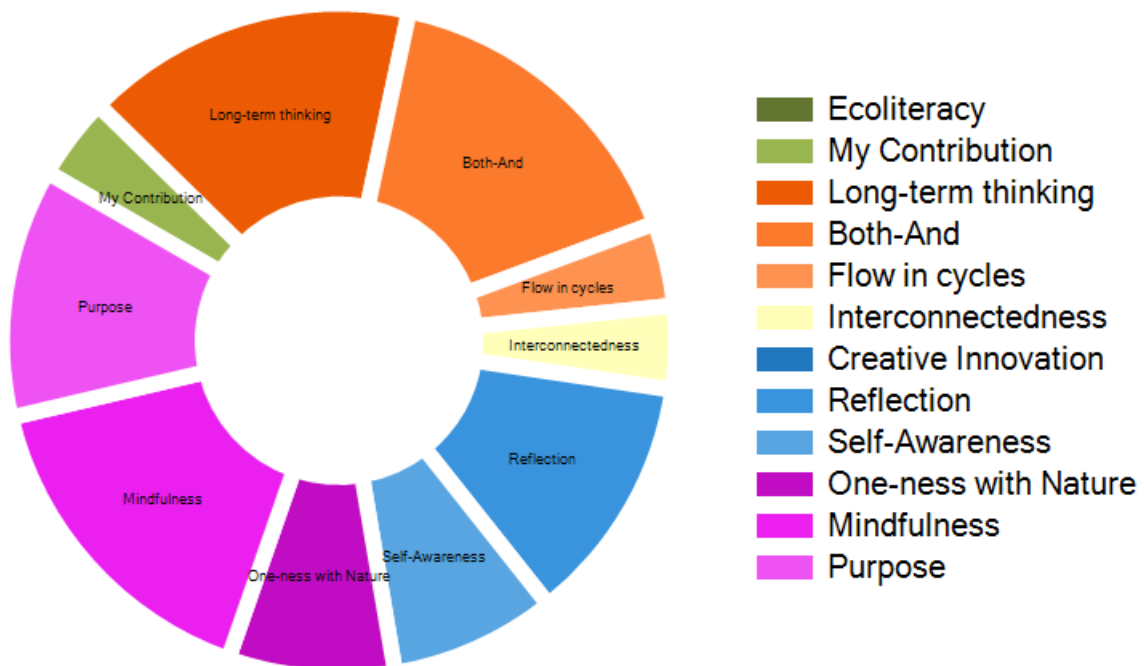 Long-term thinking
Both-And
My Contribution
Flow in cycles
Purpose
Interconnectedness
Reflection
Mindfulness
Self-Awareness
One-ness with Nature
Ecoliteracy
My Contribution
Long-term thinking
Both-And
Flow in cycles
Interconnectedness
Creative Innovation
Reflection
Self-Awareness
One-ness with Nature
Mindfulness
Purpose